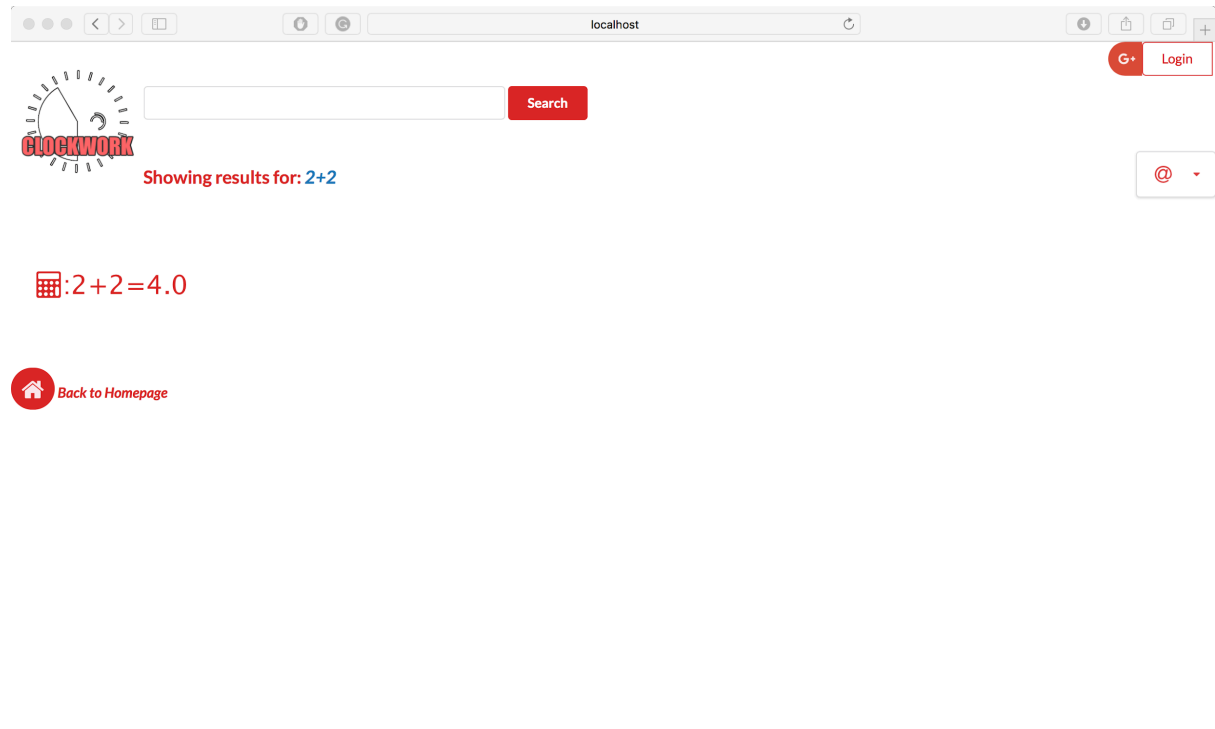 localhost
G+ Login
Search
CLOCKWORK
Showing results for: 2+2
@
:2+2=4.0
Back to Homepage